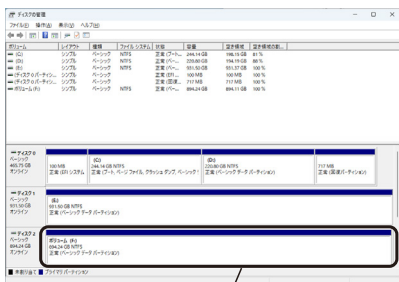 ディスクの管理
ファイル(F) 操作(A) 表示(V) ヘルプ(H)
ボリューム レイアウト 種類 ファイル システム 状態 容量 空き領域 空き領域の割...
(C:) シンプル ベーシック NTFS 正常 (ブート... 244.14 GB 198.15 GB 81 %
(D:) シンプル ベーシック NTFS 正常 (ベー... 220.80 GB 194.19 GB 88 %
(E:) シンプル ベーシック NTFS 正常 (ベー... 931.50 GB 931.37 GB 100 %
(ディスク 0 パーティシ... シンプル ベーシック 正常 (EFI ... 100 MB 100 MB 100 %
(ディスク 0 パーティシ... シンプル ベーシック 正常 (回復... 717 MB 717 MB 100 %
ボリューム (F:) シンプル ベーシック NTFS 正常 (ベー... 894.24 GB 894.11 GB 100 %
ディスク 0
ベーシック
465.75 GB
オンライン
100 MB
正常 (EFI システム
(C:)
244.14 GB NTFS
正常 (ブート, ページ ファイル, クラッシュ ダンプ, ベーシック
(D:)
220.80 GB NTFS
正常 (ベーシック データ パーティション)
717 MB
正常 (回復パーティション)
ディスク 1
ベーシック
931.50 GB
オンライン
(E:)
931.50 GB NTFS
正常 (ベーシック データ パーティション)
ディスク 2
ベーシック
894.24 GB
オンライン
ボリューム (F:)
894.24 GB NTFS
正常 (ベーシック データ パーティション)
未割り当て プライマリ パーティション